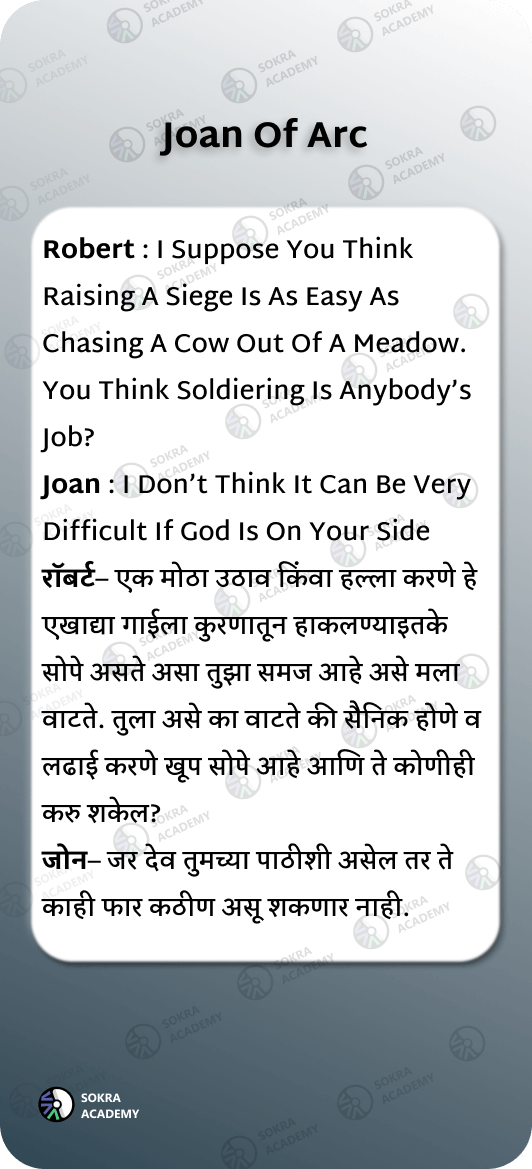 Joan Of Arc
Robert : I Suppose You Think
Raising A Siege Is As Easy As
Chasing A Cow Out Of A Meadow.
You Think Soldiering Is Anybody’s
Job?
Joan : I Don’t Think It Can Be Very
Difficult If God Is On Your Side
रॉबर्ट– एक मोठा उठाव किंवा हल्ला करणे हे
एखाद्या गाईला कुरणातून हाकलण्याइतके
सोपे असते असा तुझा समज आहे असे मला
वाटते. तुला असे का वाटते की सैनिक होणे व
लढाई करणे खूप सोपे आहे आणि ते कोणीही
करु शकेल?
जोन– जर देव तुमच्या पाठीशी असेल तर ते
काही फार कठीण असू शकणार नाही.
SOKRA
ACADEMY